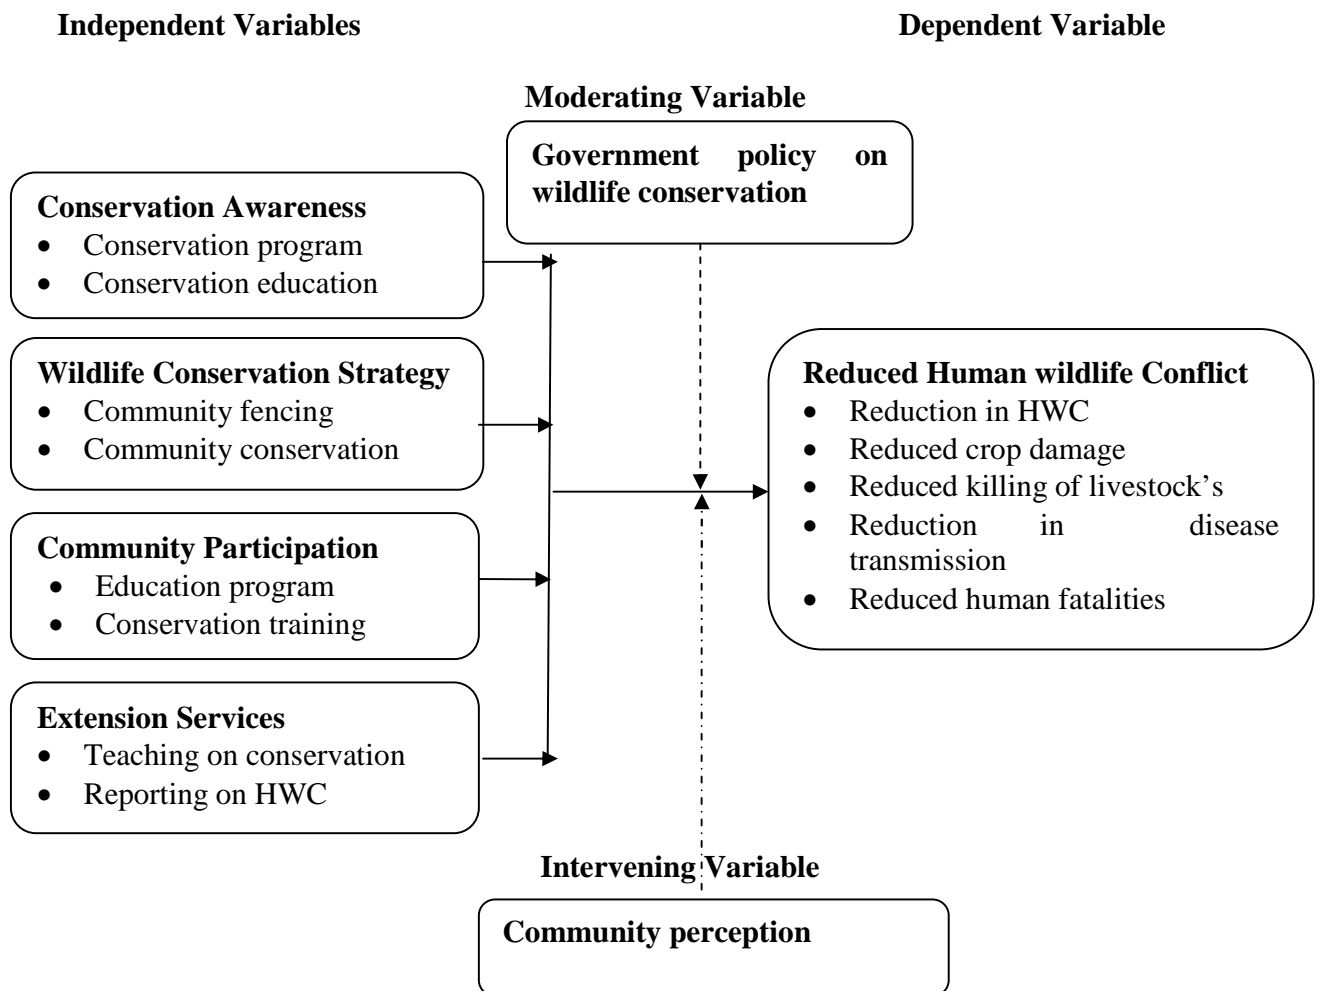 Independent Variables
Dependent Variable
Moderating Variable
Government policy on
wildlife conservation
Conservation Awareness
• Conservation program
• Conservation education
Wildlife Conservation Strategy
• Community fencing
• Community conservation
Community Participation
• Education program
• Conservation training
Extension Services
• Teaching on conservation
• Reporting on HWC
Reduced Human wildlife Conflict
• Reduction in HWC
• Reduced crop damage
• Reduced killing of livestock’s
• Reduction in disease
transmission
• Reduced human fatalities
Intervening Variable
Community perception